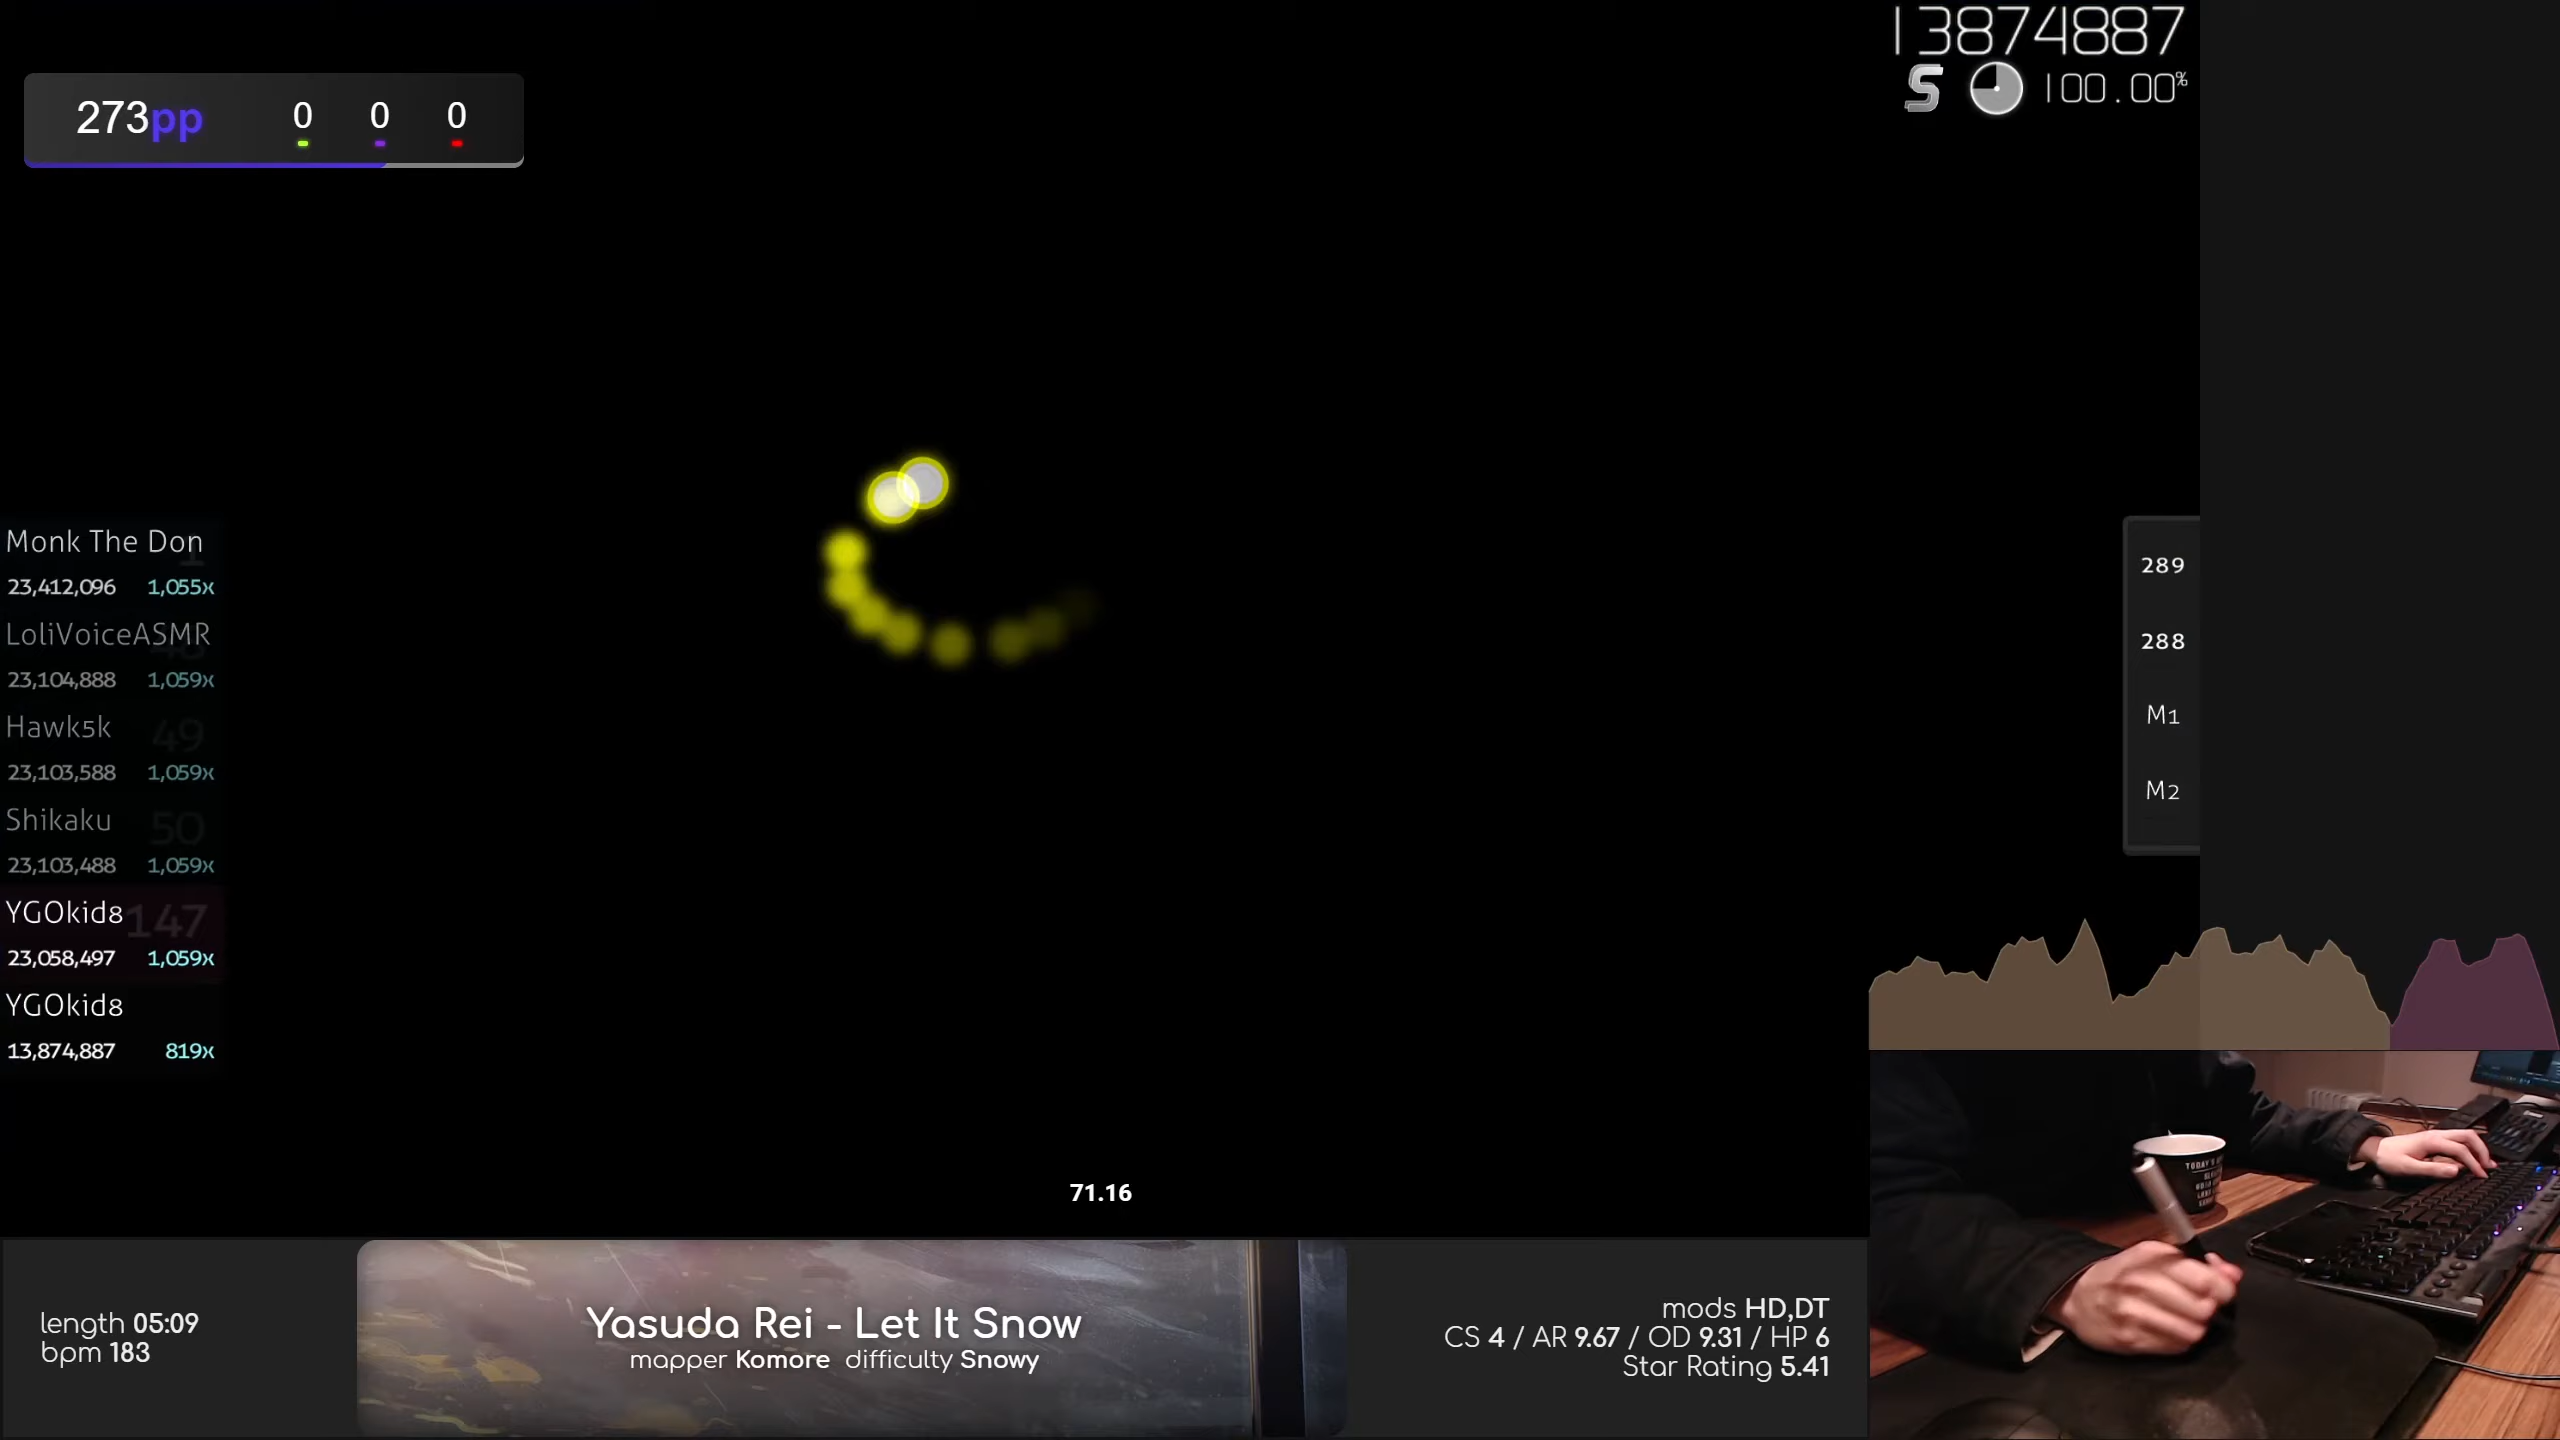 13874887
S 100.00%
273pp 0 0 0
Monk The Don 1
23,412,096 1,055x
LoliVoiceASMR 48
23,104,888 1,059x
Hawk5k 49
23,103,588 1,059x
Shikaku 50
23,103,488 1,059x
YGOkid8 147
23,058,497 1,059x
YGOkid8
13,874,887 819x
289
288
M1
M2
71.16
length 05:09
bpm 183
Yasuda Rei - Let It Snow
mapper Komore difficulty Snowy
mods HD,DT
CS 4 / AR 9.67 / OD 9.31 / HP 6
Star Rating 5.41